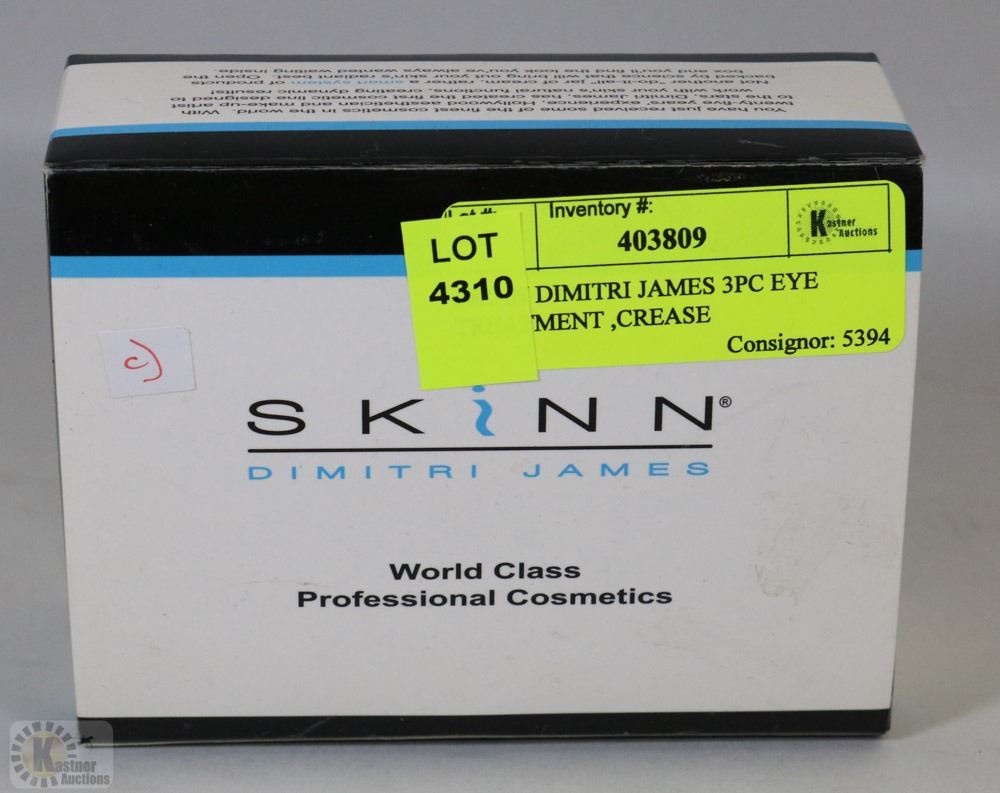 You have just received some of the finest cosmetics in the world. With
twenty-five years' experience, Hollywood aesthetician and make-up artist
to the stars, Dimitri James, has created the first cosmetic line designed to
work with your skin's natural functions, creating dynamic results!
Not another "do-it-all" jar of cream, rather a smart system of products
backed by science that will bring out your skin's radiant best. Open the
box and you'll find the look you've always wanted waiting inside.
Lot #:
Inventory #:
403809
Kastner
Auctions
LOT
4310
DIMITRI JAMES 3PC EYE
TREATMENT ,CREASE
Consignor: 5394
c)
SKiNN®
DIMITRI JAMES
World Class
Professional Cosmetics
Kastner
Auctions